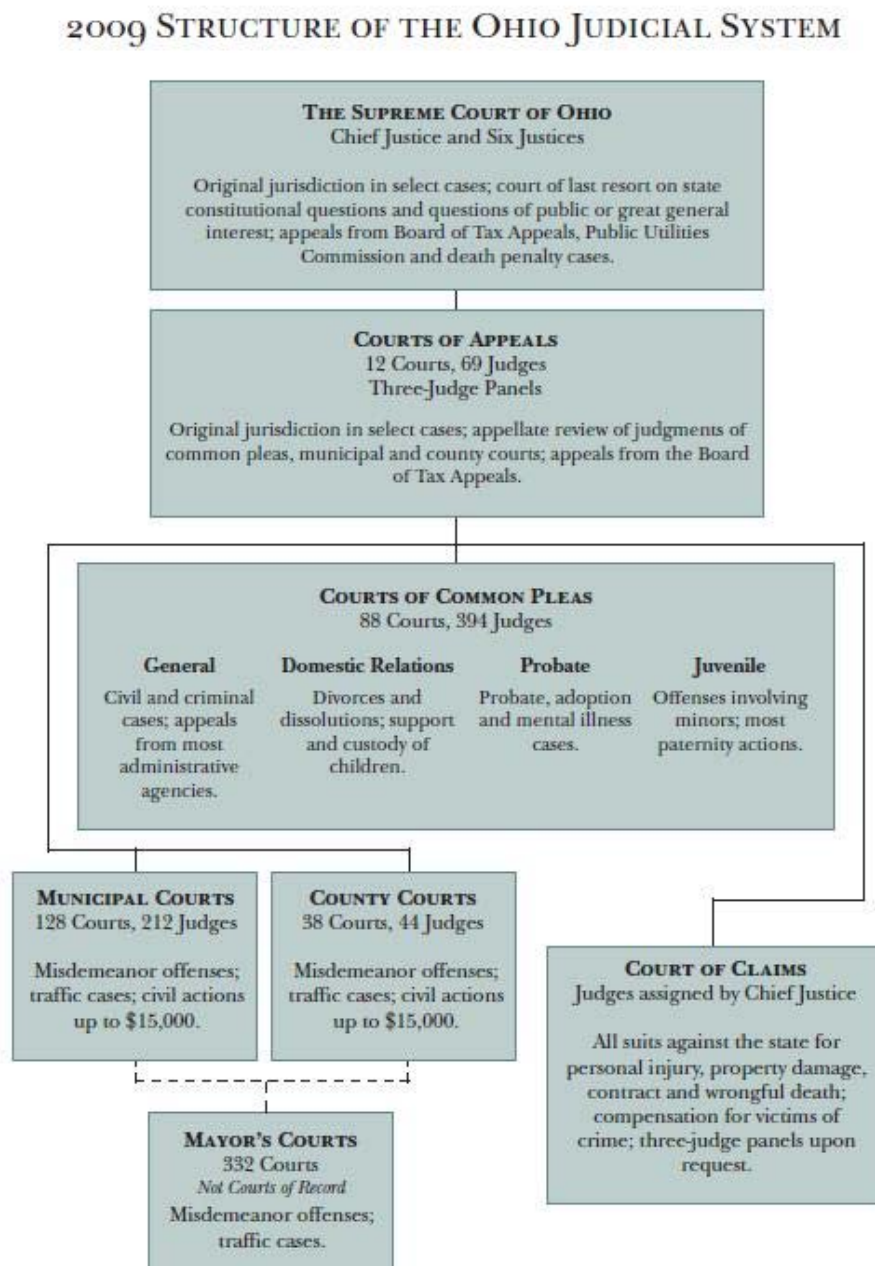 2009 Structure of the Ohio Judicial System
The Supreme Court of Ohio
Chief Justice and Six Justices
Original jurisdiction in select cases; court of last resort on state
constitutional questions and questions of public or great general
interest; appeals from Board of Tax Appeals, Public Utilities
Commission and death penalty cases.
Courts of Appeals
12 Courts, 69 Judges
Three-Judge Panels
Original jurisdiction in select cases; appellate review of judgments of
common pleas, municipal and county courts; appeals from the Board
of Tax Appeals.
Courts of Common Pleas
88 Courts, 394 Judges
General
Civil and criminal
cases; appeals
from most
administrative
agencies.
Domestic Relations
Divorces and
dissolutions; support
and custody of
children.
Probate
Probate, adoption
and mental illness
cases.
Juvenile
Offenses involving
minors; most
paternity actions.
Municipal Courts
128 Courts, 212 Judges
Misdemeanor offenses;
traffic cases; civil actions
up to $15,000.
County Courts
38 Courts, 44 Judges
Misdemeanor offenses;
traffic cases; civil actions
up to $15,000.
Court of Claims
Judges assigned by Chief Justice
All suits against the state for
personal injury, property damage,
contract and wrongful death;
compensation for victims of
crime; three-judge panels upon
request.
Mayor's Courts
332 Courts
Not Courts of Record
Misdemeanor offenses;
traffic cases.